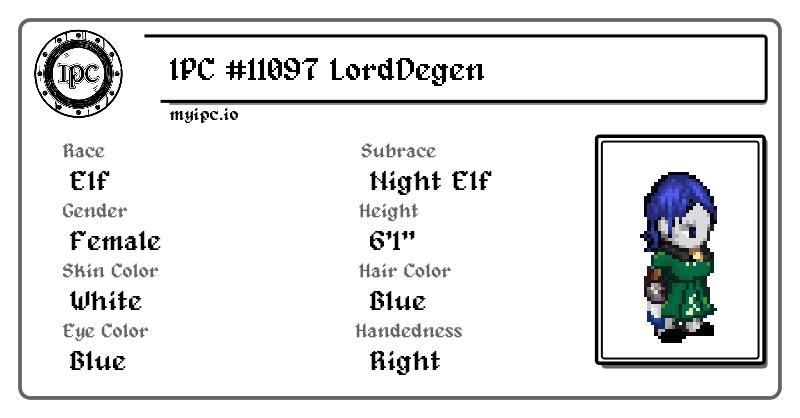 IPC
IPC #11097 LordDegen
myipc.io
Race
Elf
Subrace
Night Elf
Gender
Female
Height
6'1"
Skin Color
White
Hair Color
Blue
Eye Color
Blue
Handedness
Right